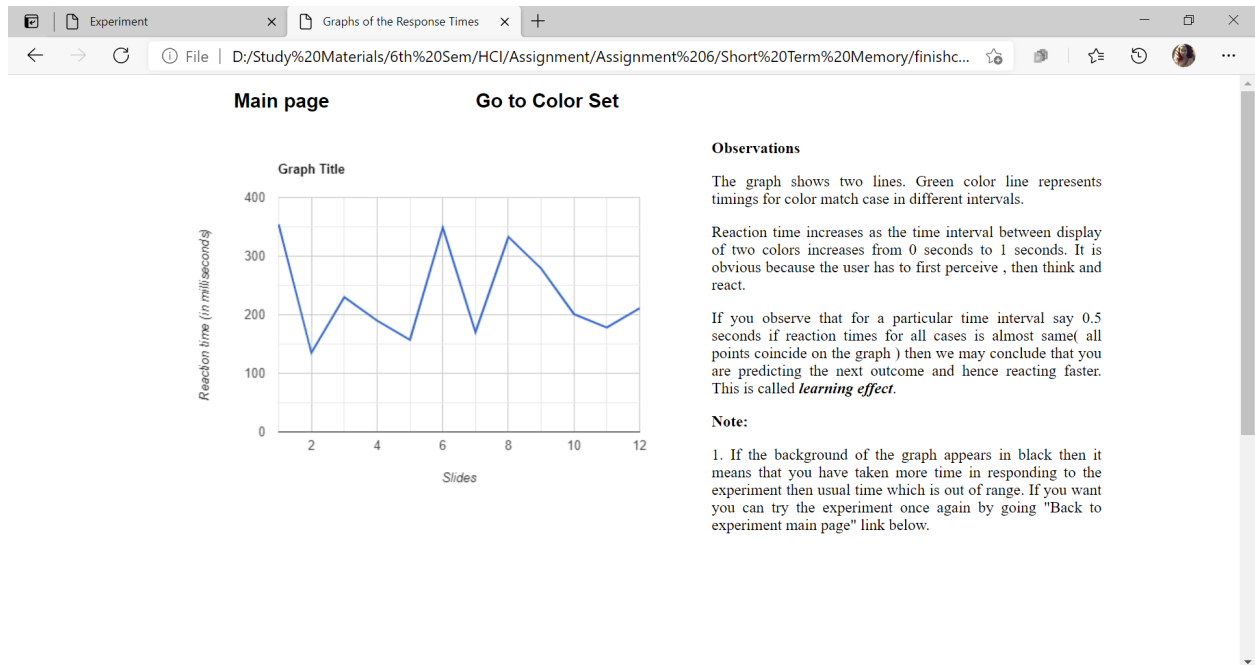 Experiment
Graphs of the Response Times
File
D:/Study%20Materials/6th%20Sem/HCI/Assignment/Assignment%206/Short%20Term%20Memory/finishc...
Main page
Go to Color Set
Graph Title
Reaction time (in milliseconds)
400
300
200
100
0
2
4
6
8
10
12
Slides
Observations
The graph shows two lines. Green color line represents
timings for color match case in different intervals.
Reaction time increases as the time interval between display
of two colors increases from 0 seconds to 1 seconds. It is
obvious because the user has to first perceive , then think and
react.
If you observe that for a particular time interval say 0.5
seconds if reaction times for all cases is almost same( all
points coincide on the graph ) then we may conclude that you
are predicting the next outcome and hence reacting faster.
This is called learning effect.
Note:
1. If the background of the graph appears in black then it
means that you have taken more time in responding to the
experiment then usual time which is out of range. If you want
you can try the experiment once again by going "Back to
experiment main page" link below.